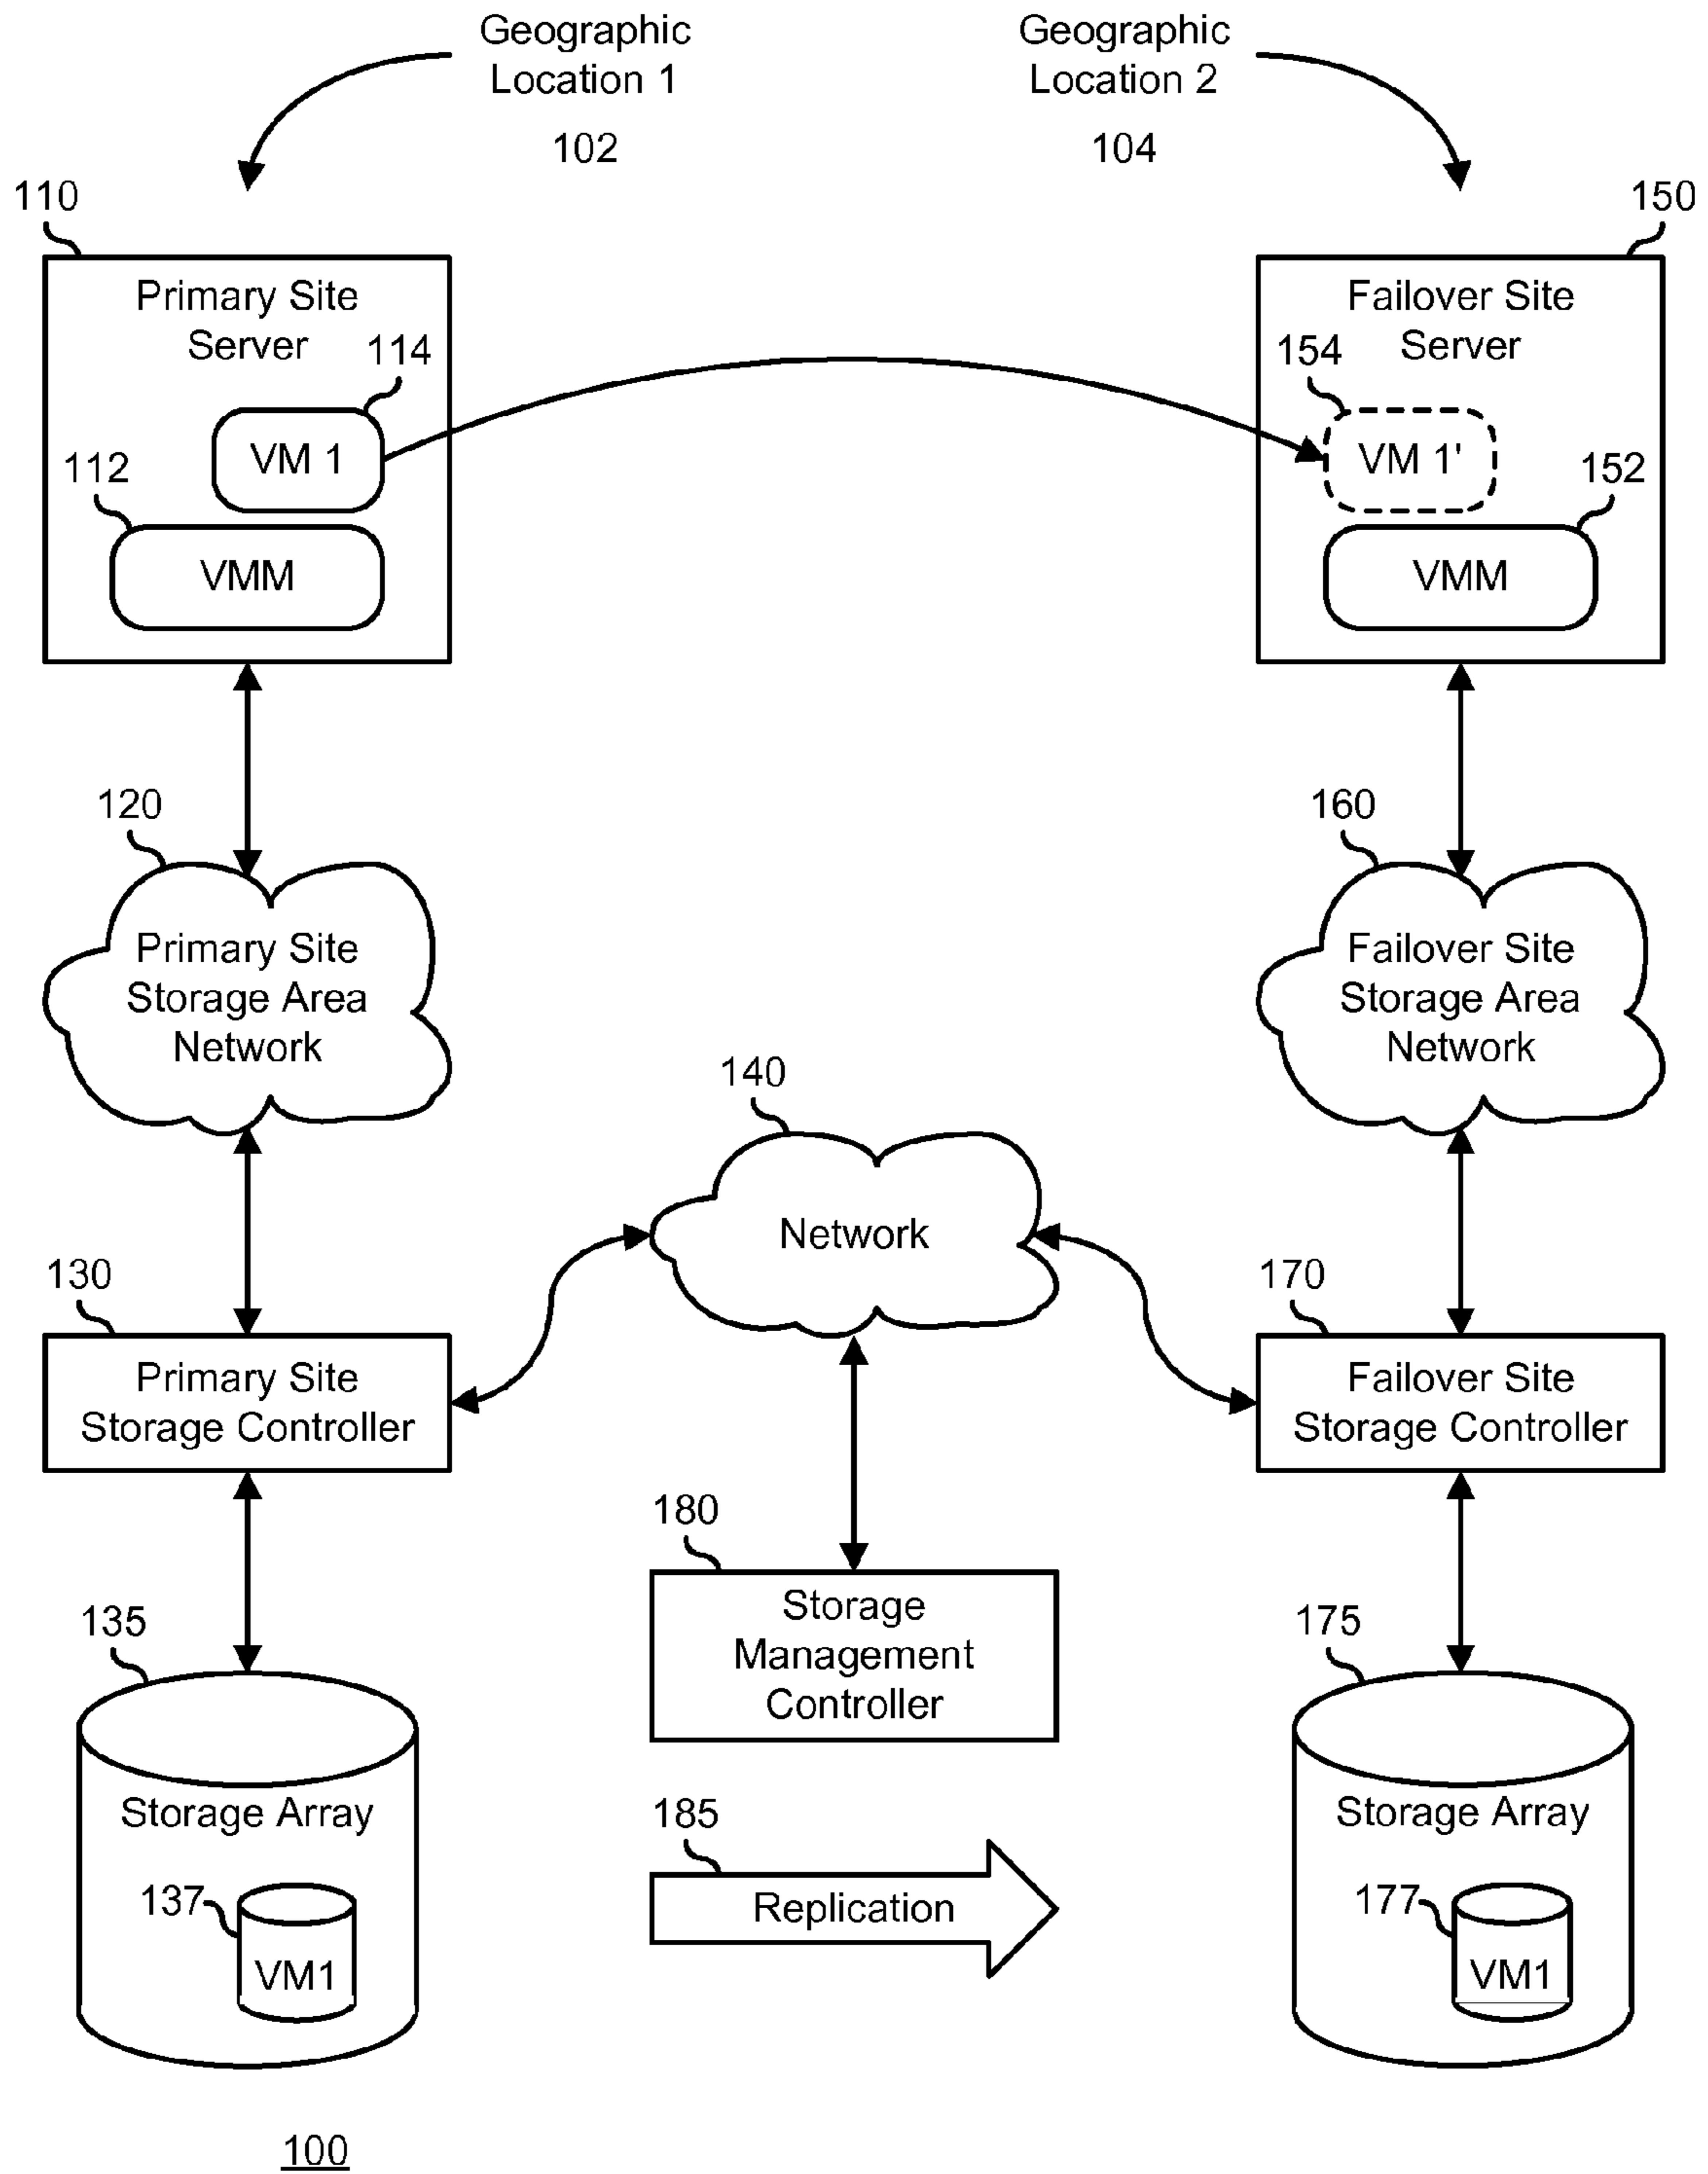 Geographic
Location 1
102
Geographic
Location 2
104
110
150
Primary Site
Server
Failover Site
Server
114
154
VM 1
VM 1'
112
152
VMM
VMM
120
160
Primary Site
Storage Area
Network
Failover Site
Storage Area
Network
140
Network
130
170
Primary Site
Storage Controller
Failover Site
Storage Controller
180
Storage
Management
Controller
135
175
Storage Array
Storage Array
185
Replication
137
VM1
177
VM1
100